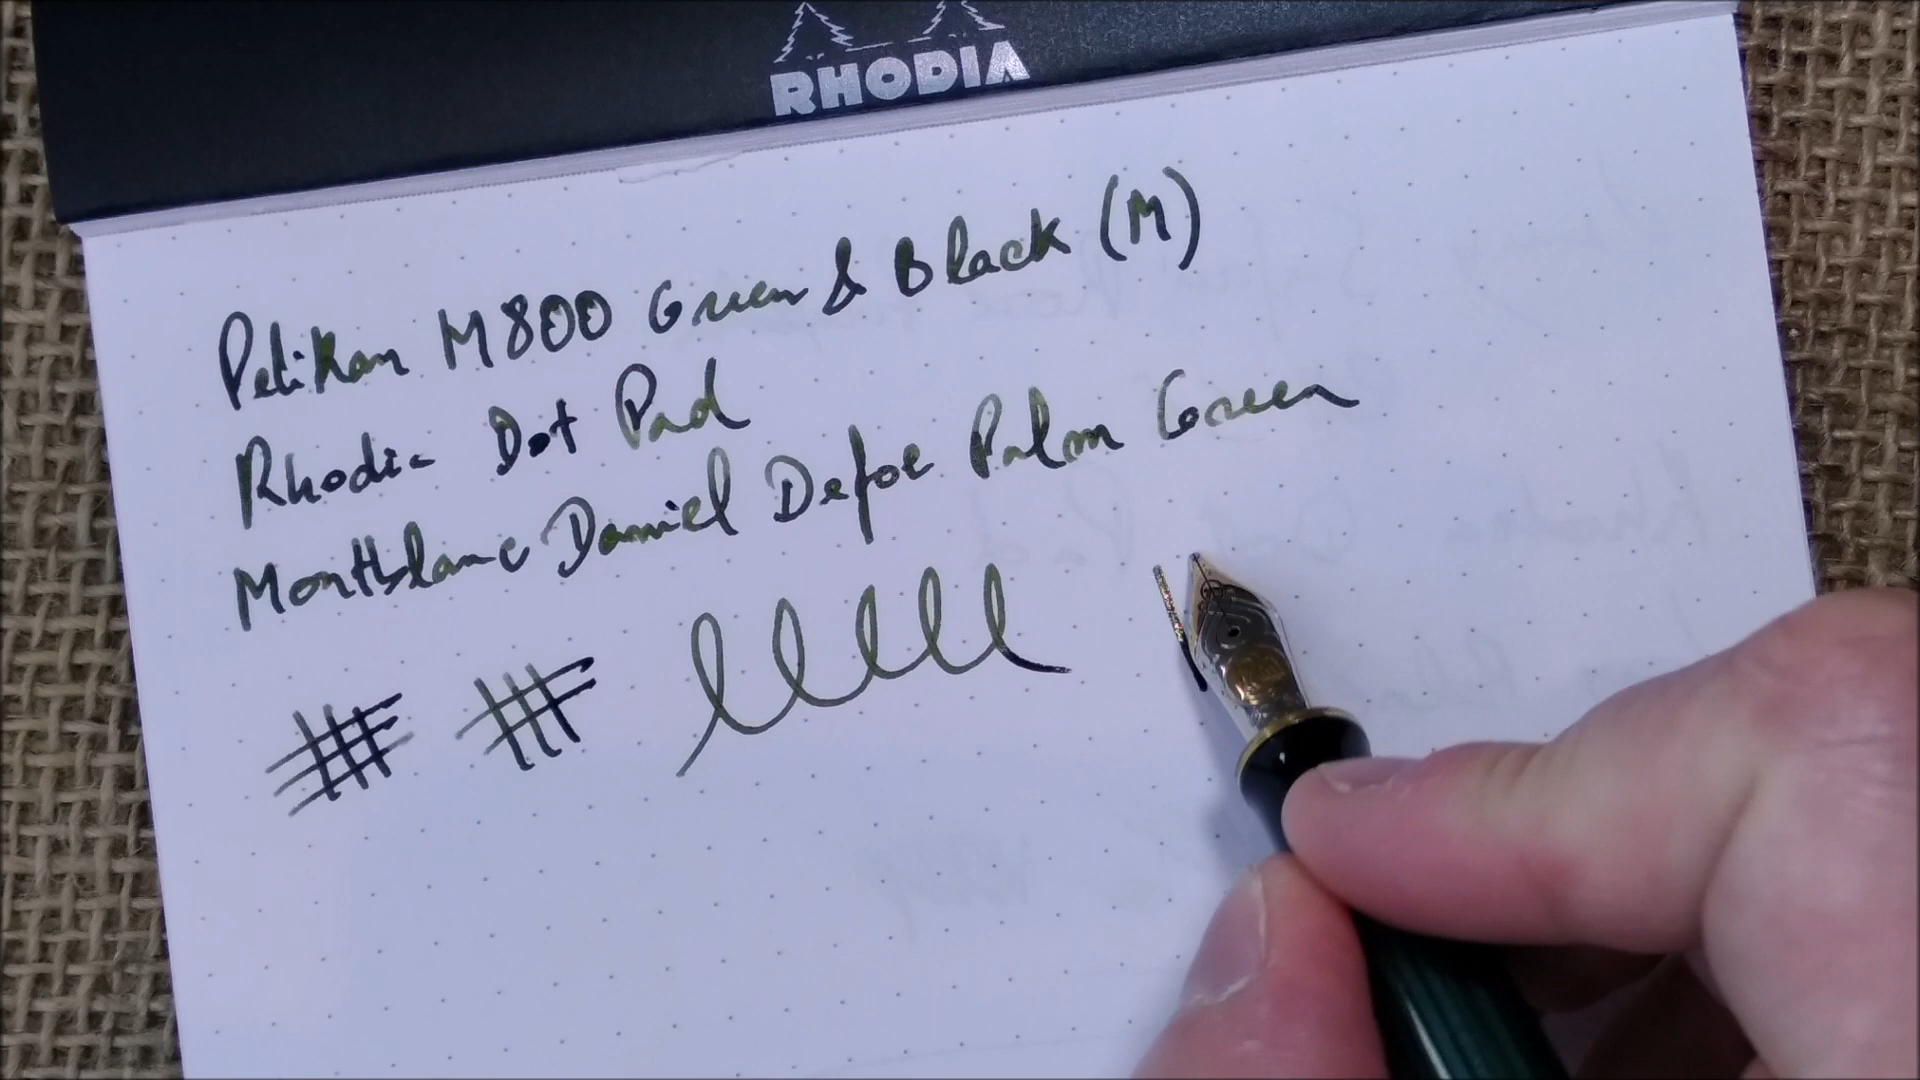 RHODIA
Pelikan M800 Green & Black (M)
Rhodia Dot Pad
Montblanc Daniel Defoe Palm Green